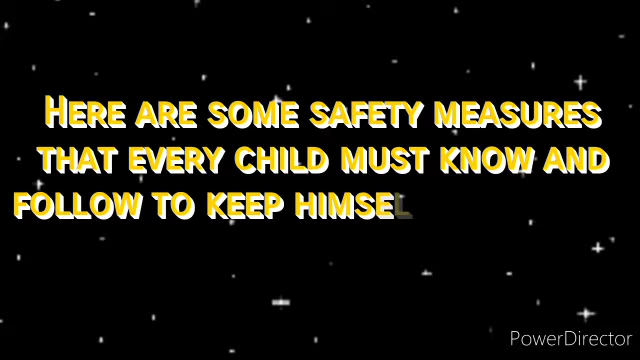 HERE ARE SOME SAFETY MEASURES
THAT EVERY CHILD MUST KNOW AND
FOLLOW TO KEEP HIMSEL
PowerDirector